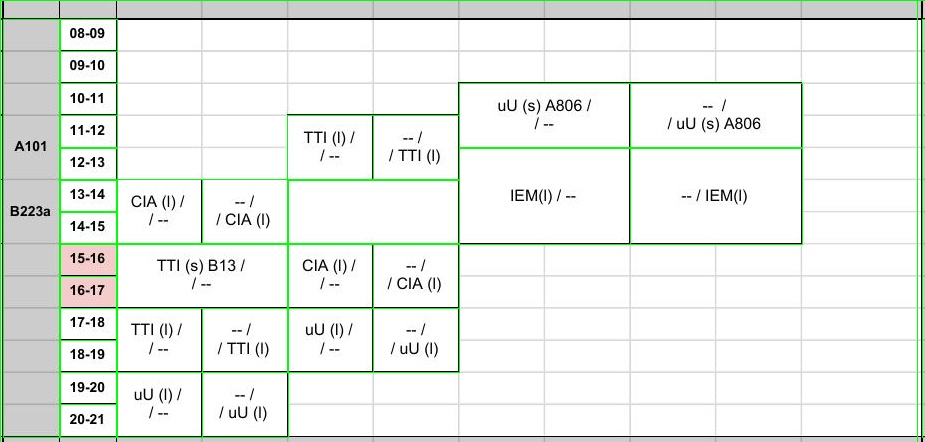 08-09
09-10
10-11
uU (s) A806 /
/ --
-- /
/ uU (s) A806
A101
11-12
TTI (l) /
/ --
-- /
/ TTI (l)
12-13
B223a
13-14
CIA (l) /
/ --
-- /
/ CIA (l)
IEM(l) / --
-- / IEM(l)
14-15
15-16
TTI (s) B13 /
/ --
CIA (l) /
/ --
-- /
/ CIA (l)
16-17
17-18
TTI (l) /
/ --
-- /
/ TTI (l)
uU (l) /
/ --
-- /
/ uU (l)
18-19
19-20
uU (l) /
/ --
-- /
/ uU (l)
20-21